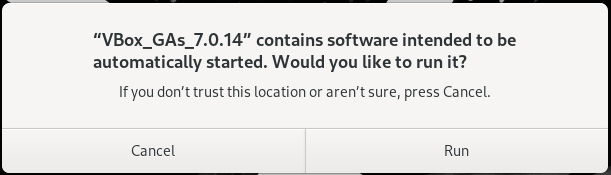 “VBox_GAs_7.0.14” contains software intended to be
automatically started. Would you like to run it?
If you don’t trust this location or aren’t sure, press Cancel.
Cancel
Run